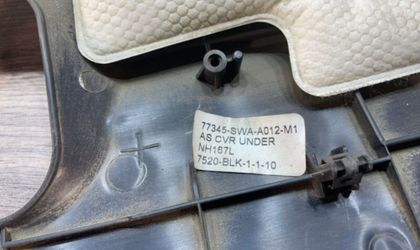 77345-SWA-A012-M1
AS CVR UNDER
NH167L
7520-BLK-1-1-10